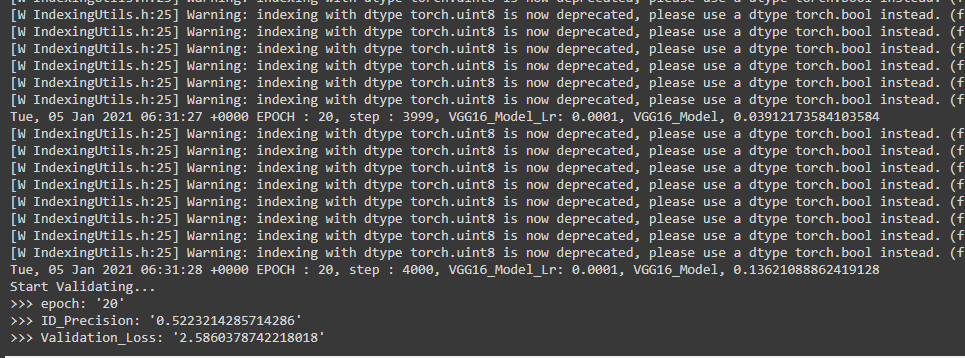 [W IndexingUtils.h:25] Warning: indexing with dtype torch.uint8 is now deprecated, please use a dtype torch.bool instead. (f
[W IndexingUtils.h:25] Warning: indexing with dtype torch.uint8 is now deprecated, please use a dtype torch.bool instead. (f
[W IndexingUtils.h:25] Warning: indexing with dtype torch.uint8 is now deprecated, please use a dtype torch.bool instead. (f
[W IndexingUtils.h:25] Warning: indexing with dtype torch.uint8 is now deprecated, please use a dtype torch.bool instead. (f
[W IndexingUtils.h:25] Warning: indexing with dtype torch.uint8 is now deprecated, please use a dtype torch.bool instead. (f
[W IndexingUtils.h:25] Warning: indexing with dtype torch.uint8 is now deprecated, please use a dtype torch.bool instead. (f
Tue, 05 Jan 2021 06:31:27 +0000 EPOCH : 20, step : 3999, VGG16_Model_Lr: 0.0001, VGG16_Model, 0.03912173584103584
[W IndexingUtils.h:25] Warning: indexing with dtype torch.uint8 is now deprecated, please use a dtype torch.bool instead. (f
[W IndexingUtils.h:25] Warning: indexing with dtype torch.uint8 is now deprecated, please use a dtype torch.bool instead. (f
[W IndexingUtils.h:25] Warning: indexing with dtype torch.uint8 is now deprecated, please use a dtype torch.bool instead. (f
[W IndexingUtils.h:25] Warning: indexing with dtype torch.uint8 is now deprecated, please use a dtype torch.bool instead. (f
[W IndexingUtils.h:25] Warning: indexing with dtype torch.uint8 is now deprecated, please use a dtype torch.bool instead. (f
[W IndexingUtils.h:25] Warning: indexing with dtype torch.uint8 is now deprecated, please use a dtype torch.bool instead. (f
[W IndexingUtils.h:25] Warning: indexing with dtype torch.uint8 is now deprecated, please use a dtype torch.bool instead. (f
[W IndexingUtils.h:25] Warning: indexing with dtype torch.uint8 is now deprecated, please use a dtype torch.bool instead. (f
Tue, 05 Jan 2021 06:31:28 +0000 EPOCH : 20, step : 4000, VGG16_Model_Lr: 0.0001, VGG16_Model, 0.13621088862419128
Start Validating...
>>> epoch: '20'
>>> ID_Precision: '0.5223214285714286'
>>> Validation_Loss: '2.5860378742218018'